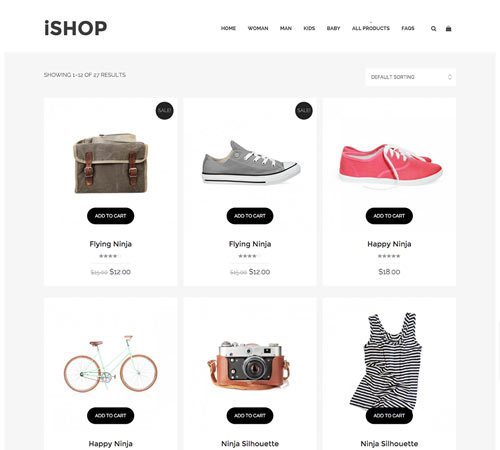 iSHOP
HOME WOMAN MAN KIDS BABY ALL PRODUCTS FAQS
SHOWING 1–12 OF 27 RESULTS
DEFAULT SORTING
SALE!
SALE!
ADD TO CART
ADD TO CART
ADD TO CART
Flying Ninja
Flying Ninja
Happy Ninja
$15.00 $12.00
$15.00 $12.00
$18.00
ADD TO CART
ADD TO CART
ADD TO CART
Happy Ninja
Ninja Silhouette
Ninja Silhouette